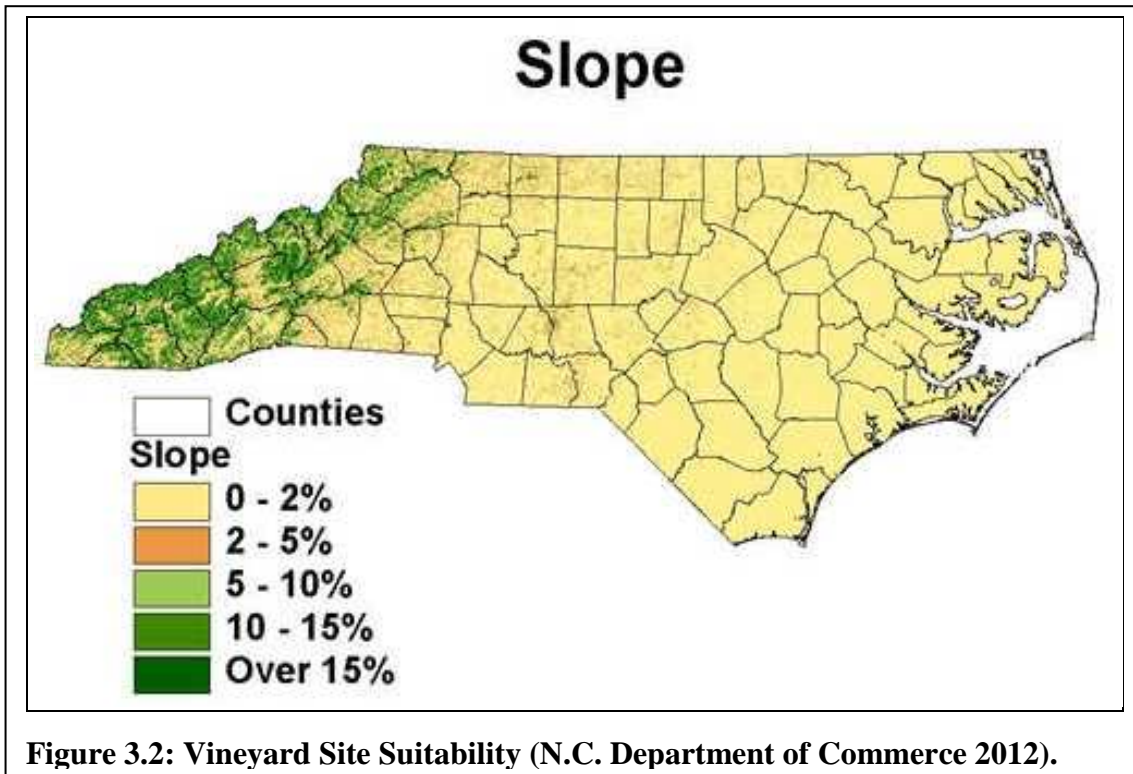 Slope
Counties
Slope
0 - 2%
2 - 5%
5 - 10%
10 - 15%
Over 15%
Figure 3.2: Vineyard Site Suitability (N.C. Department of Commerce 2012).